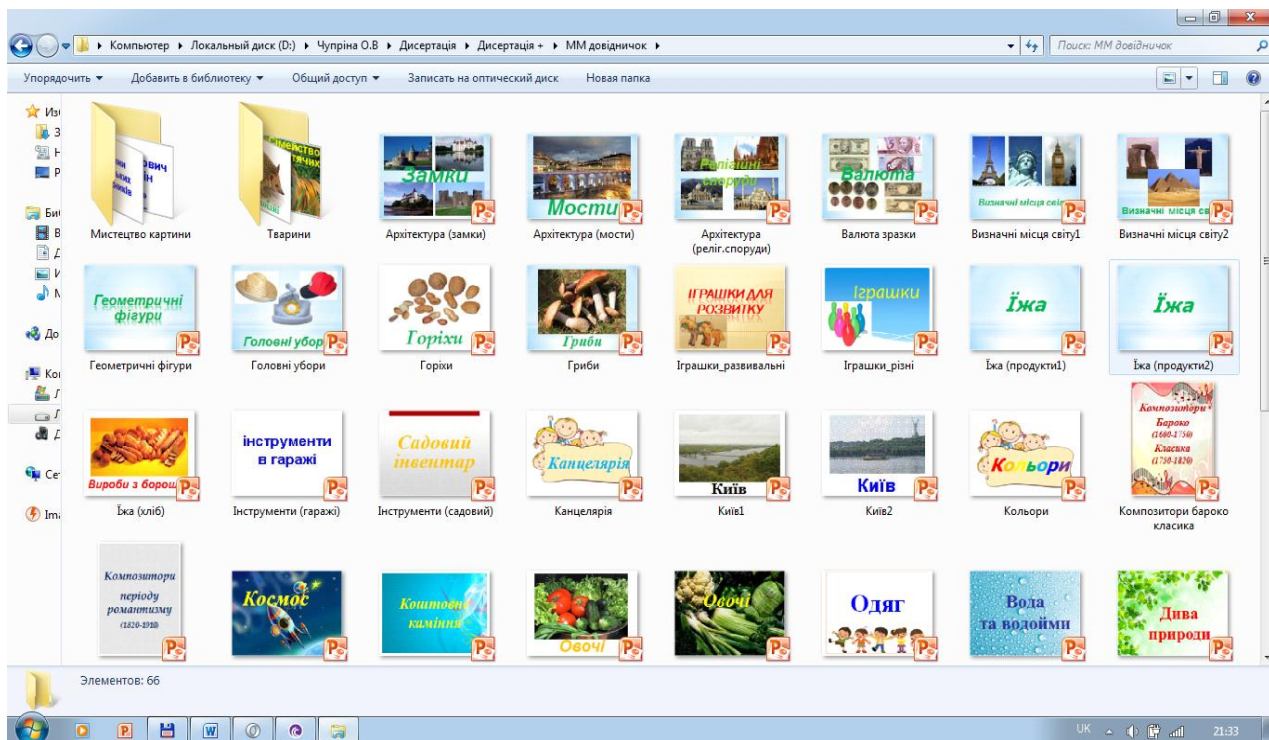 Компьютер ▸ Локальный диск (D:) ▸ Чупріна О.В ▸ Дисертація ▸ Дисертація + ▸ ММ довідничок ▸
Поиск: ММ довідничок
Упорядочить Добавить в библиотеку Общий доступ Записать на оптический диск Новая папка
Замки
Мости
Релігійні
споруди
Валюта
Визначні місця світу
Визначні місця св
Мистецтво картини
Тварини
Архітектура (замки)
Архітектура (мости)
Архітектура
(реліг.споруди)
Валюта зразки
Визначні місця світу1
Визначні місця світу2
Геометричні
фігури
Головні убор
Горіхи
Гриби
ІГРАШКИ ДЛЯ
РОЗВИТКУ
Іграшки
Їжа
Їжа
Геометричні фігури
Головні убори
Горіхи
Гриби
Іграшки_развивальні
Іграшки_різні
Їжа (продукти1)
Їжа (продукти2)
Вироби з борош
інструменти
в гаражі
Садовий
інвентар
Канцелярія
Київ
Київ
Кольори
Композитори
Бароко
(1600-1750)
Класика
(1750-1820)
Їжа (хліб)
Інструменти (гаражі)
Інструменти (садовий)
Канцелярія
Київ1
Київ2
Кольори
Композитори бароко
класика
Композитори
періоду
романтизму
(1820-1910)
Космос
Коштовне
каміння
Овочі
Овочі
Одяг
Вода
та водойми
Дива
природи
Элементов: 66
UK
21:33